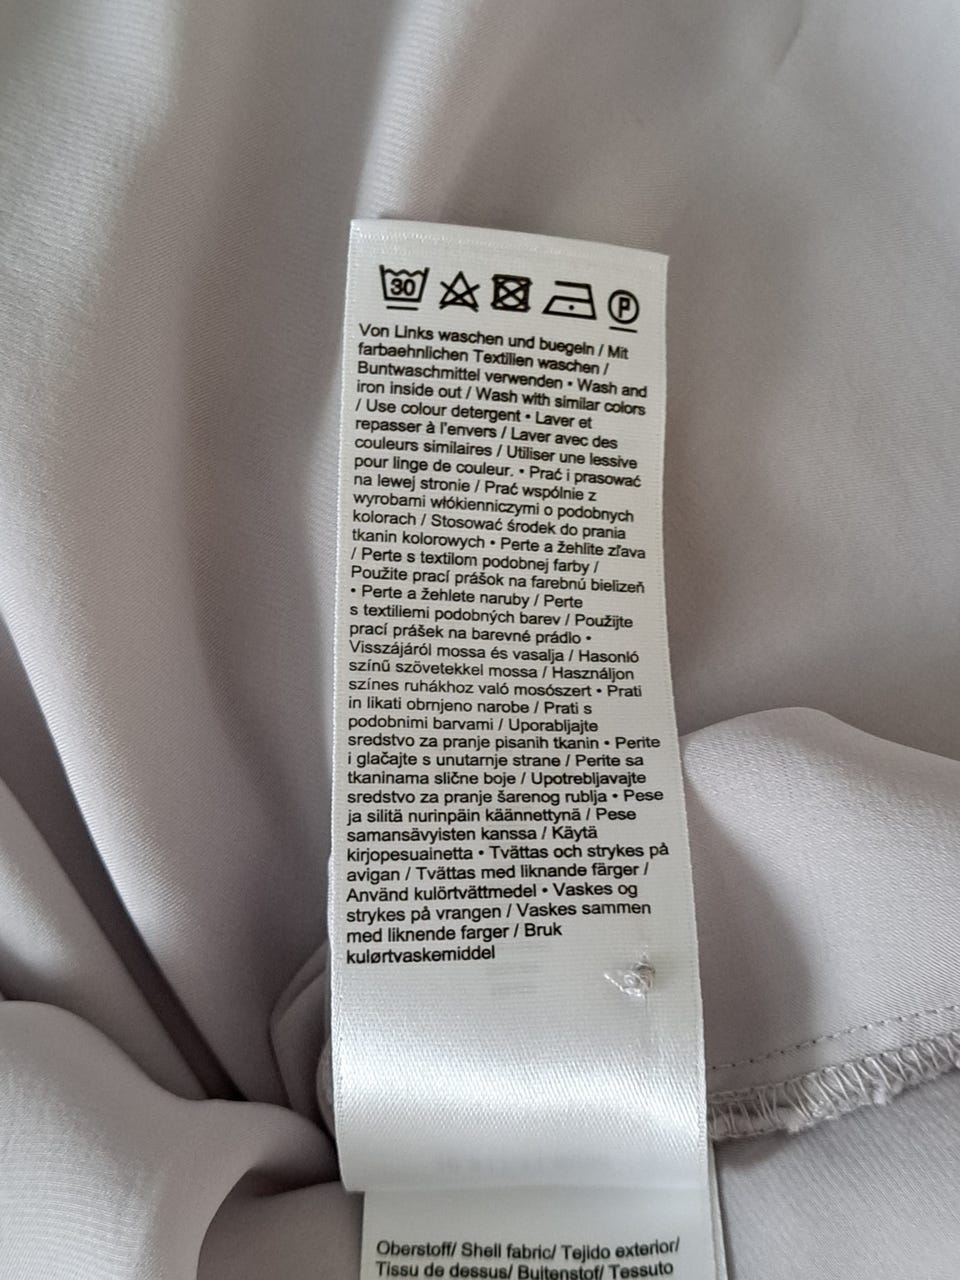 30 P
Von Links waschen und buegeln / Mit
farbaehnlichen Textilien waschen /
Buntwaschmittel verwenden • Wash and
iron inside out / Wash with similar colors
/ Use colour detergent • Laver et
repasser à l'envers / Laver avec des
couleurs similaires / Utiliser une lessive
pour linge de couleur. • Prać i prasować
na lewej stronie / Prać wspólnie z
wyrobami włókienniczymi o podobnych
kolorach / Stosować środek do prania
tkanin kolorowych • Perte a žehlite zľava
/ Perte s textilom podobnej farby /
Použite prací prášok na farebnú bielizeň
• Perte a žehlete naruby / Perte
s textiliemi podobných barev / Použijte
prací prášek na barevné prádlo •
Visszájáról mossa és vasalja / Hasonló
színű szövetekkel mossa / Használjon
színes ruhákhoz való mosószert • Prati
in likati obrnjeno narobe / Prati s
podobnimi barvami / Uporabljajte
sredstvo za pranje pisanih tkanin • Perite
i glačajte s unutarnje strane / Perite sa
tkaninama slične boje / Upotrebljavajte
sredstvo za pranje šarenog rublja • Pese
ja silitä nurinpäin käännettynä / Pese
samansävyisten kanssa / Käytä
kirjopesuainetta • Tvättas och strykes på
avigan / Tvättas med liknande färger /
Använd kulörtvättmedel • Vaskes og
strykes på vrangen / Vaskes sammen
med liknende farger / Bruk
kulørtvaskemiddel
Oberstoff/ Shell fabric/ Tejido exterior/
Tissu de dessus/ Buitenstof/ Tessuto